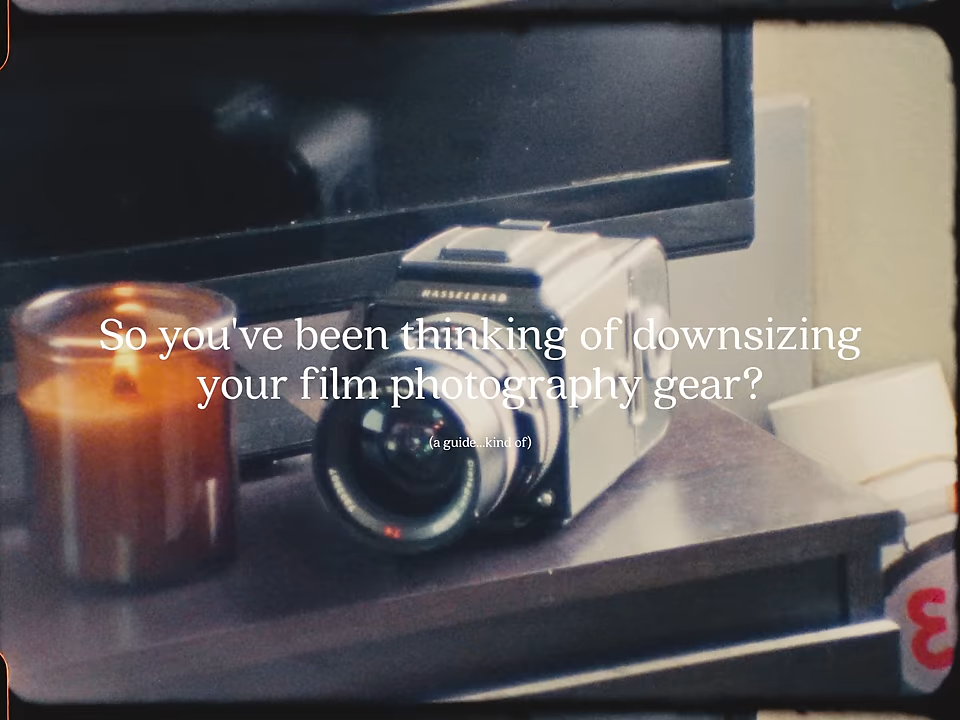 HASSELBLAD
So you've been thinking of downsizing
your film photography gear?
(a guide...kind of)